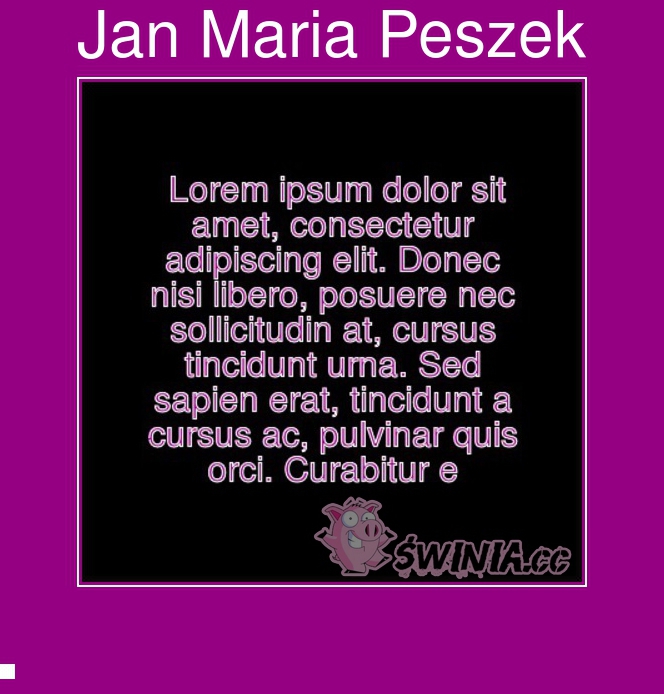 Jan Maria Peszek
Lorem ipsum dolor sit
amet, consectetur
adipiscing elit. Donec
nisi libero, posuere nec
sollicitudin at, cursus
tincidunt urna. Sed
sapien erat, tincidunt a
cursus ac, pulvinar quis
orci. Curabitur e
ŚWINIA.cc